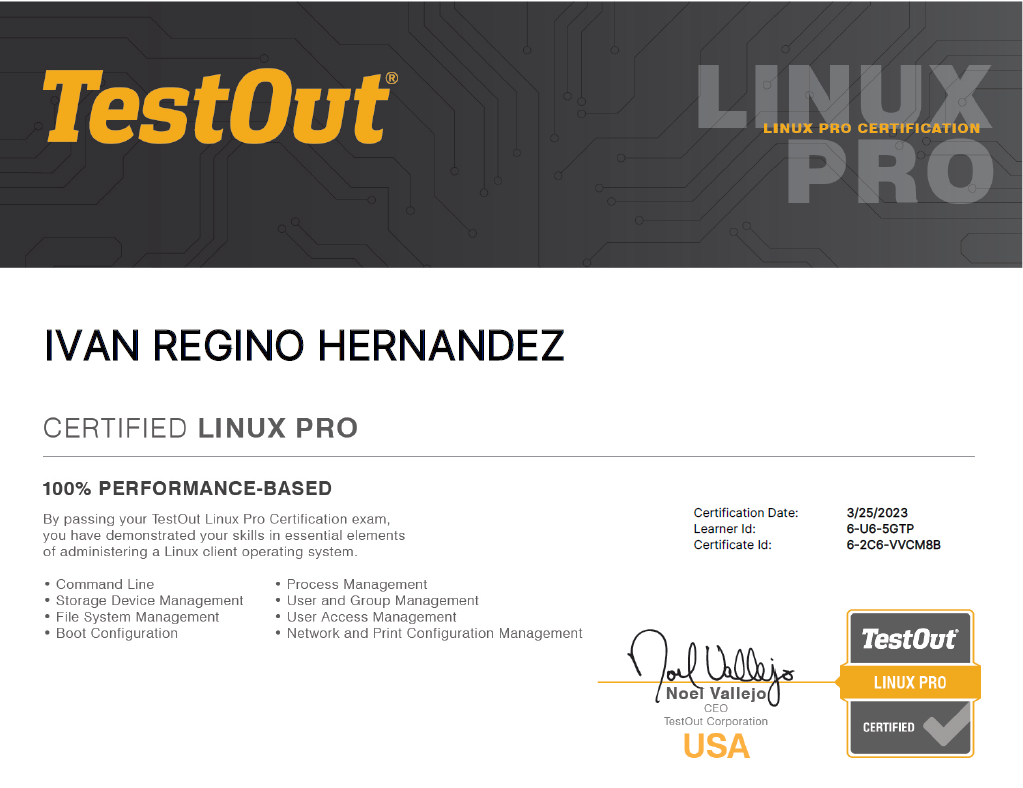 TestOut®
LINUX
LINUX PRO CERTIFICATION
PRO
IVAN REGINO HERNANDEZ
CERTIFIED LINUX PRO
100% PERFORMANCE-BASED
By passing your TestOut Linux Pro Certification exam,
you have demonstrated your skills in essential elements
of administering a Linux client operating system.
Certification Date: 3/25/2023
Learner Id: 6-U6-5GTP
Certificate Id: 6-2C6-VVCM8B
• Command Line
• Storage Device Management
• File System Management
• Boot Configuration
• Process Management
• User and Group Management
• User Access Management
• Network and Print Configuration Management
Noel Vallejo
Noel Vallejo
CEO
TestOut Corporation
USA
TestOut
LINUX PRO
CERTIFIED